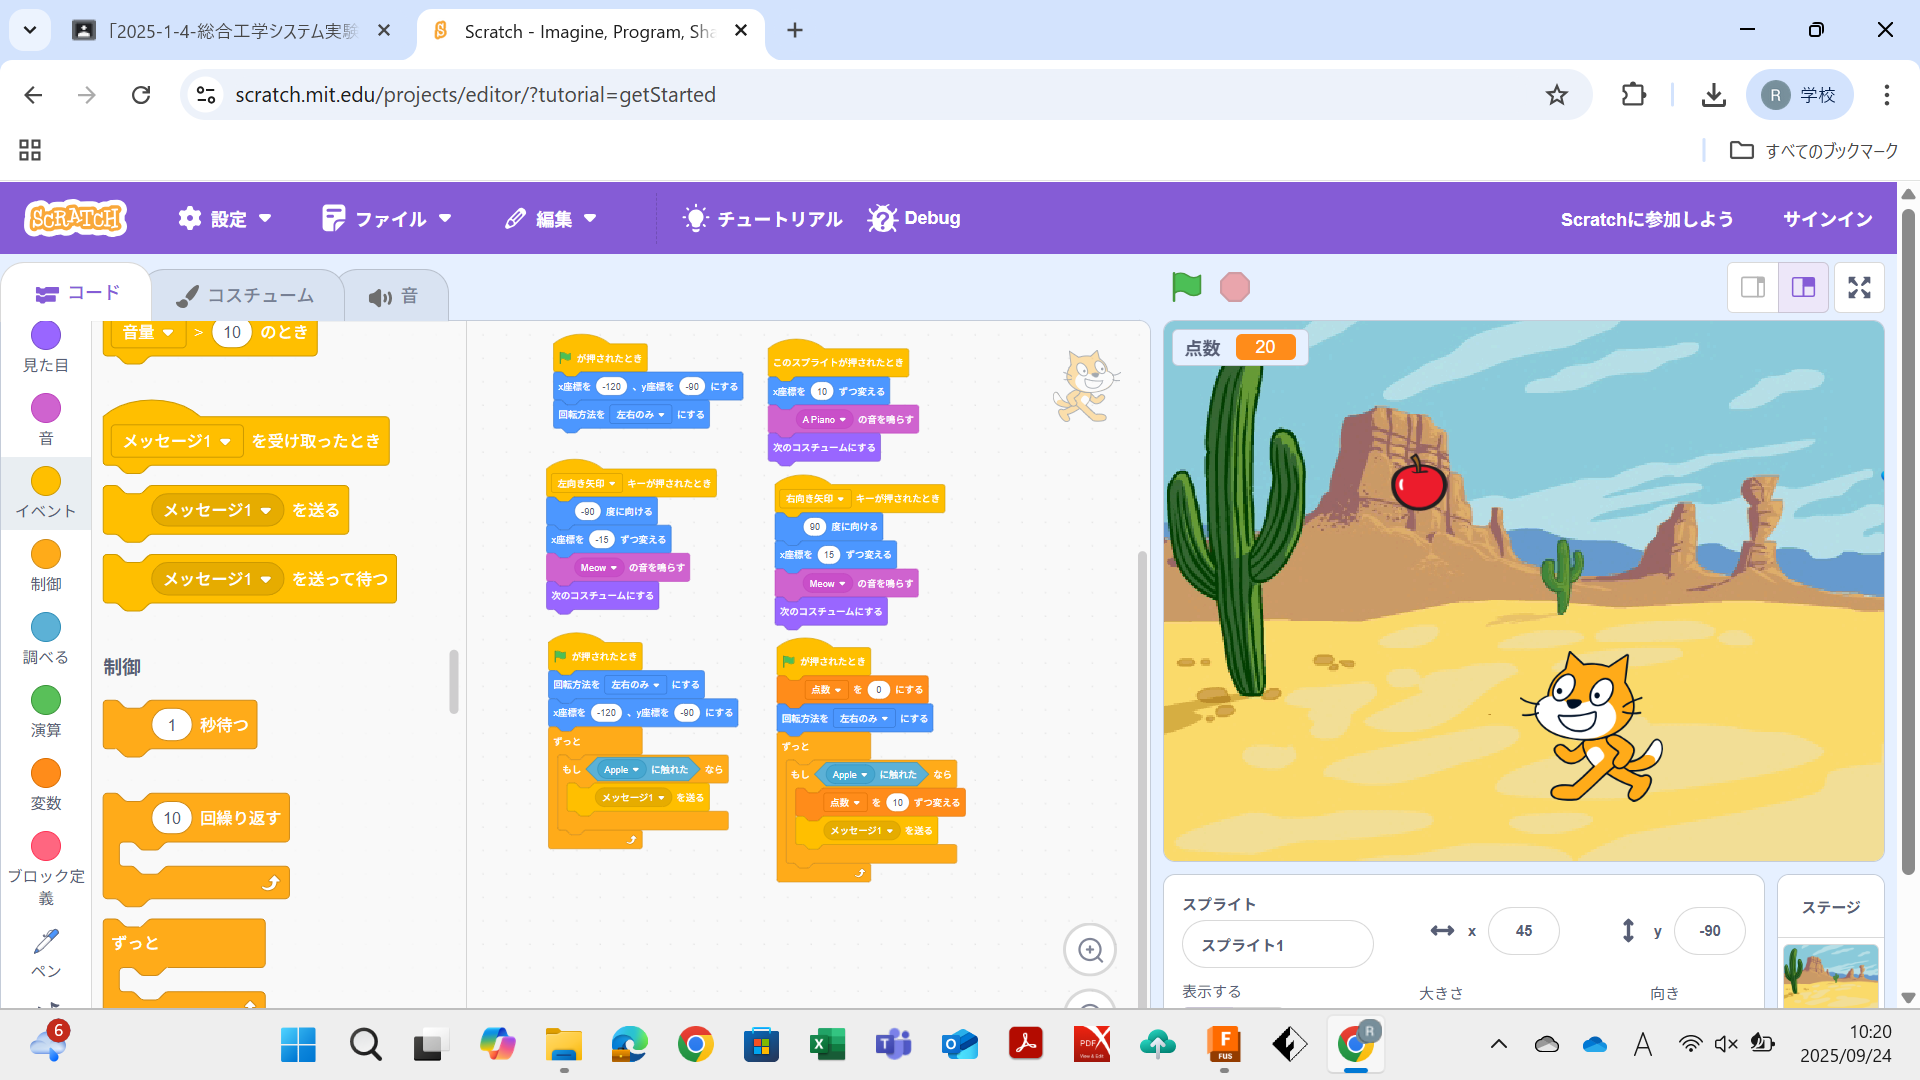 「2025-1-4-総合工学システム実験
Scratch - Imagine, Program, Sha
scratch.mit.edu/projects/editor/?tutorial=getStarted
R 学校
すべてのブックマーク
SCRATCH
設定
ファイル
編集
チュートリアル
Debug
Scratchに参加しよう
サインイン
コード
コスチューム
音
見た目
音
イベント
制御
調べる
演算
変数
ブロック定義
ペン
音量 > 10 のとき
メッセージ1 を受け取ったとき
メッセージ1 を送る
メッセージ1 を送って待つ
制御
1 秒待つ
10 回繰り返す
ずっと
が押されたとき
x座標を -120 、y座標を -90 にする
回転方法を 左右のみ にする
このスプライトが押されたとき
x座標を 10 ずつ変える
A Piano の音を鳴らす
次のコスチュームにする
左向き矢印 キーが押されたとき
-90 度に向ける
x座標を -15 ずつ変える
Meow の音を鳴らす
次のコスチュームにする
右向き矢印 キーが押されたとき
90 度に向ける
x座標を 15 ずつ変える
Meow の音を鳴らす
次のコスチュームにする
が押されたとき
回転方法を 左右のみ にする
x座標を -120 、y座標を -90 にする
ずっと
もし Apple に触れた なら
メッセージ1 を送る
が押されたとき
点数 を 0 にする
回転方法を 左右のみ にする
ずっと
もし Apple に触れた なら
点数 を 10 ずつ変える
メッセージ1 を送る
点数 20
スプライト
スプライト1
x 45
y -90
表示する
大きさ
向き
ステージ
6
PDF
View & Edit
F
FUS
R
A
10:20
2025/09/24